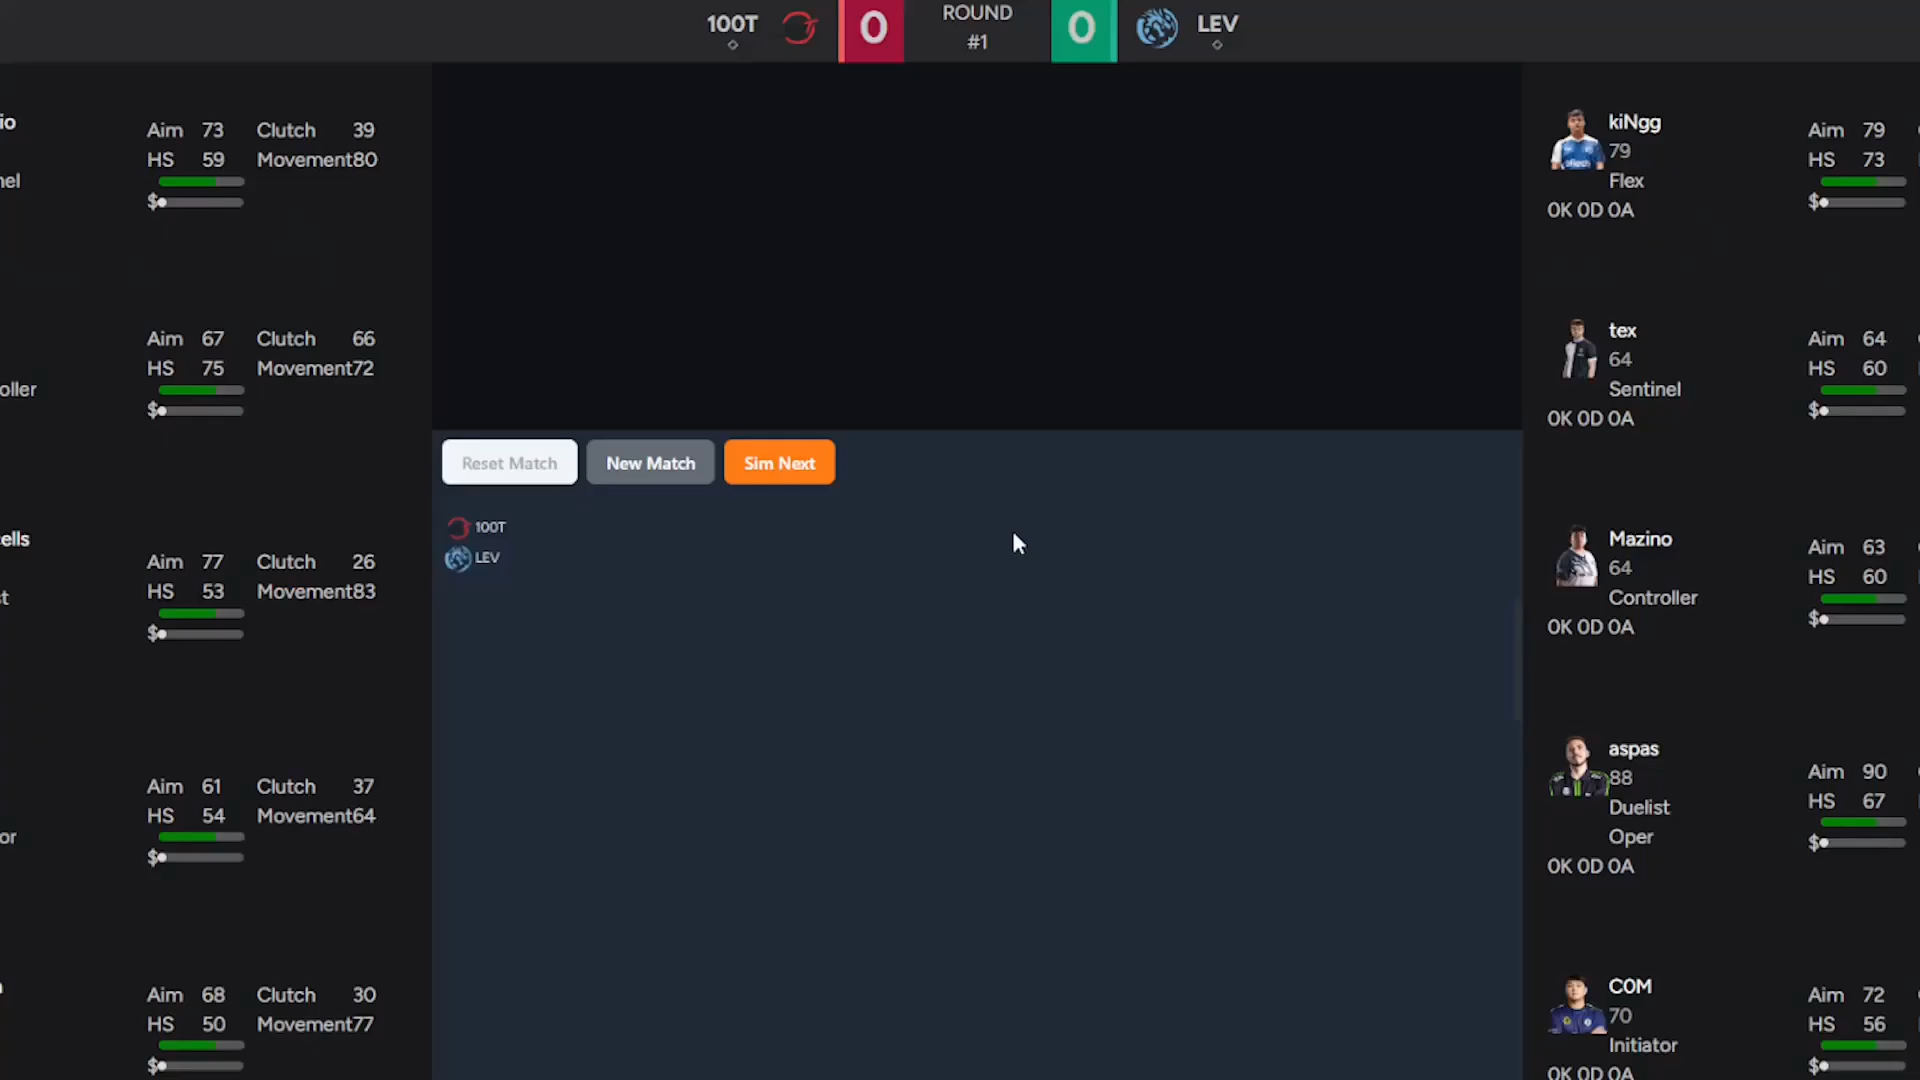 100T
0
ROUND
#1
0
LEV
io
Aim 73 Clutch 39
HS 59 Movement80
nel
$
Aim 67 Clutch 66
HS 75 Movement72
oller
$
ells
Aim 77 Clutch 26
HS 53 Movement83
$
Aim 61 Clutch 37
HS 54 Movement64
or
$
Aim 68 Clutch 30
HS 50 Movement77
$
Reset Match
New Match
Sim Next
100T
LEV
kiNgg
79
Flex
0K 0D 0A
Aim 79
HS 73
$
tex
64
Sentinel
0K 0D 0A
Aim 64
HS 60
$
Mazino
64
Controller
0K 0D 0A
Aim 63
HS 60
$
aspas
88
Duelist
Oper
0K 0D 0A
Aim 90
HS 67
$
C0M
70
Initiator
0K 0D 0A
Aim 72
HS 56
$